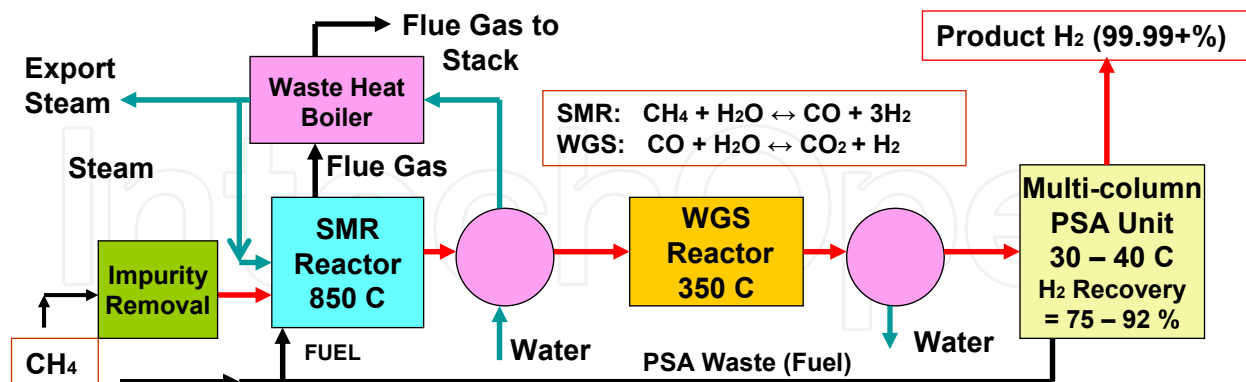 Flue Gas to
Stack
Product H₂ (99.99+%)
Export
Steam
Waste Heat
Boiler
SMR: CH₄ + H₂O ↔ CO + 3H₂
WGS: CO + H₂O ↔ CO₂ + H₂
Steam
Flue Gas
Multi-column
PSA Unit
30 – 40 C
H₂ Recovery
= 75 – 92 %
SMR
Reactor
850 C
WGS
Reactor
350 C
Impurity
Removal
CH₄
FUEL
Water
Water
PSA Waste (Fuel)
IntechOpe